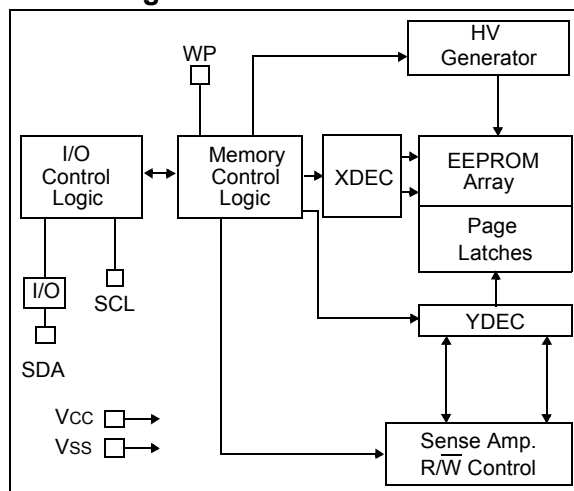 WP
HV
Generator
I/O
Control
Logic
Memory
Control
Logic
XDEC
EEPROM
Array
Page
Latches
I/O
SCL
SDA
YDEC
VCC
VSS
Sense Amp.
R/W̅ Control